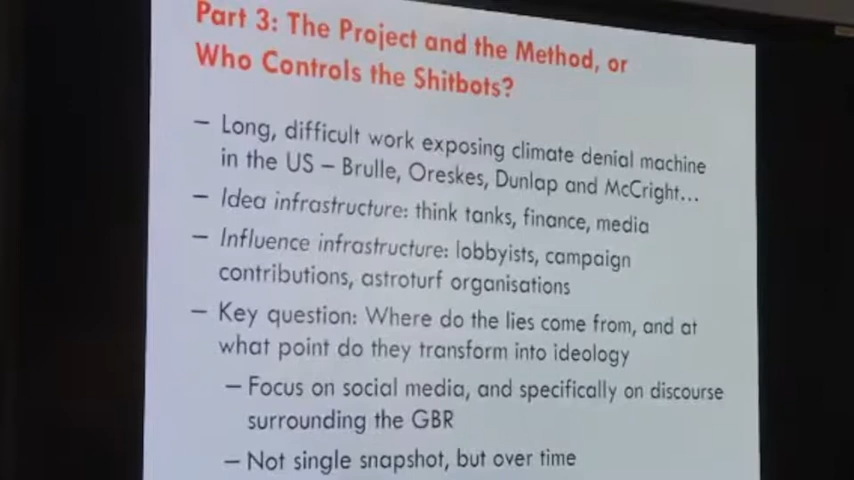 Part 3: The Project and the Method, or
Who Controls the Shitbots?
– Long, difficult work exposing climate denial machine
in the US – Brulle, Oreskes, Dunlap and McCright...
– Idea infrastructure: think tanks, finance, media
– Influence infrastructure: lobbyists, campaign
contributions, astroturf organisations
– Key question: Where do the lies come from, and at
what point do they transform into ideology
– Focus on social media, and specifically on discourse
surrounding the GBR
– Not single snapshot, but over time